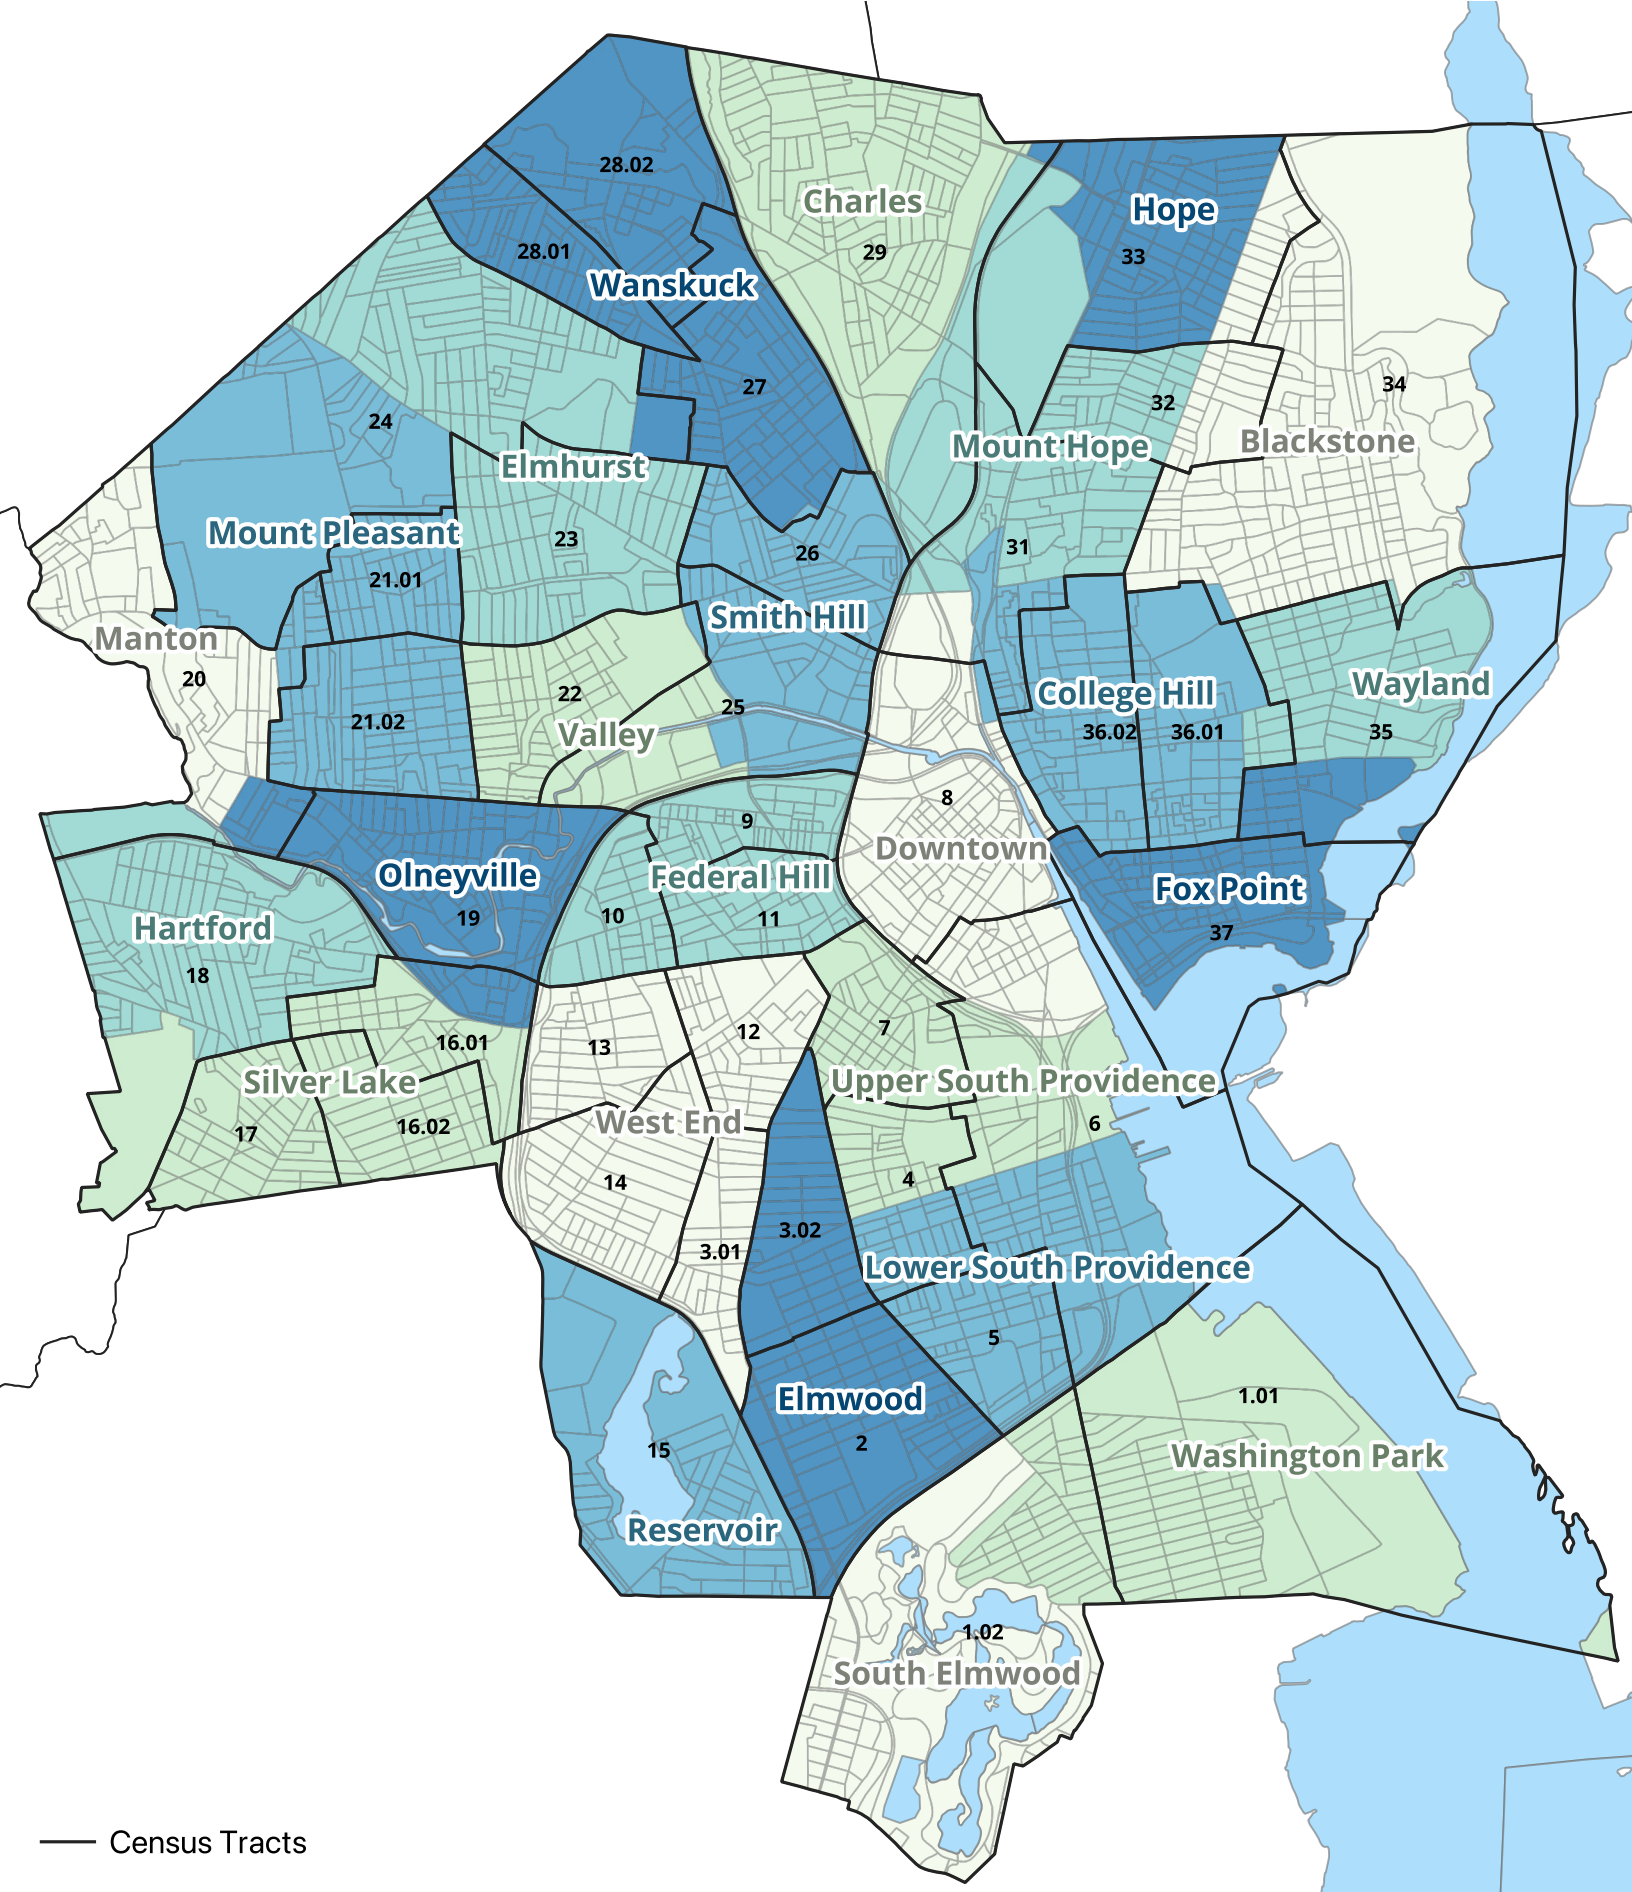 28.02
Charles
Hope
28.01
29
33
Wanskuck
27
34
32
24
Mount Hope
Blackstone
Elmhurst
Mount Pleasant
23
31
26
21.01
Smith Hill
Manton
20
22
College Hill
Wayland
25
21.02
Valley
36.02
36.01
35
8
9
Downtown
Olneyville
Federal Hill
Fox Point
19
10
11
Hartford
37
18
7
12
16.01
13
Silver Lake
Upper South Providence
West End
6
17
16.02
14
4
3.02
3.01
Lower South Providence
5
Elmwood
1.01
2
15
Washington Park
Reservoir
1.02
South Elmwood
Census Tracts